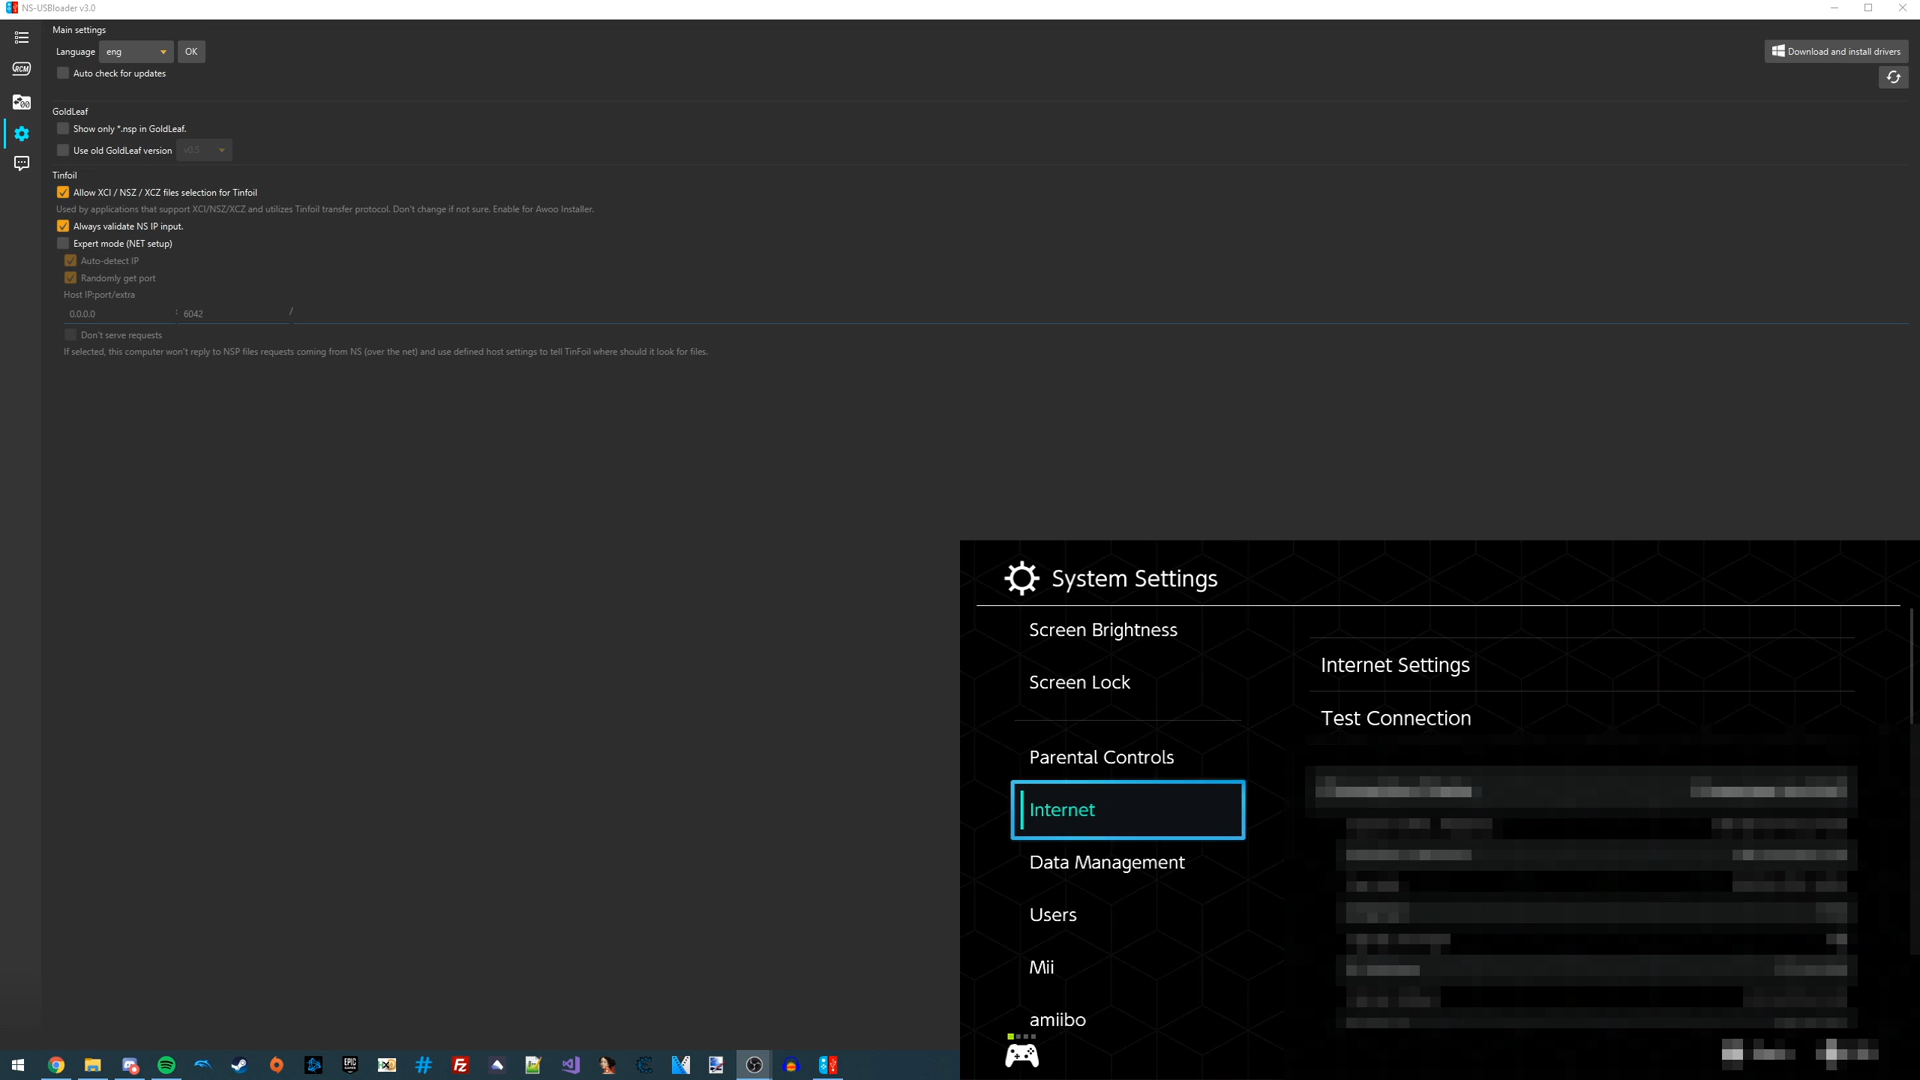 NS-USBloader v3.0
Main settings
Language eng OK
Download and install drivers
Auto check for updates
GoldLeaf
Show only *.nsp in GoldLeaf.
Use old GoldLeaf version v0.5
Tinfoil
Allow XCI / NSZ / XCZ files selection for Tinfoil
Used by applications that support XCI/NSZ/XCZ and utilizes Tinfoil transfer protocol. Don't change if not sure. Enable for Awoo Installer.
Always validate NS IP input.
Expert mode (NET setup)
Auto-detect IP
Randomly get port
Host IP:port/extra
0.0.0.0 : 6042 /
Don't serve requests
If selected, this computer won't reply to NSP files requests coming from NS (over the net) and use defined host settings to tell TinFoil where should it look for files.
RCM
System Settings
Screen Brightness
Screen Lock
Parental Controls
Internet
Data Management
Users
Mii
amiibo
Internet Settings
Test Connection
EPIC GAMES
Fz